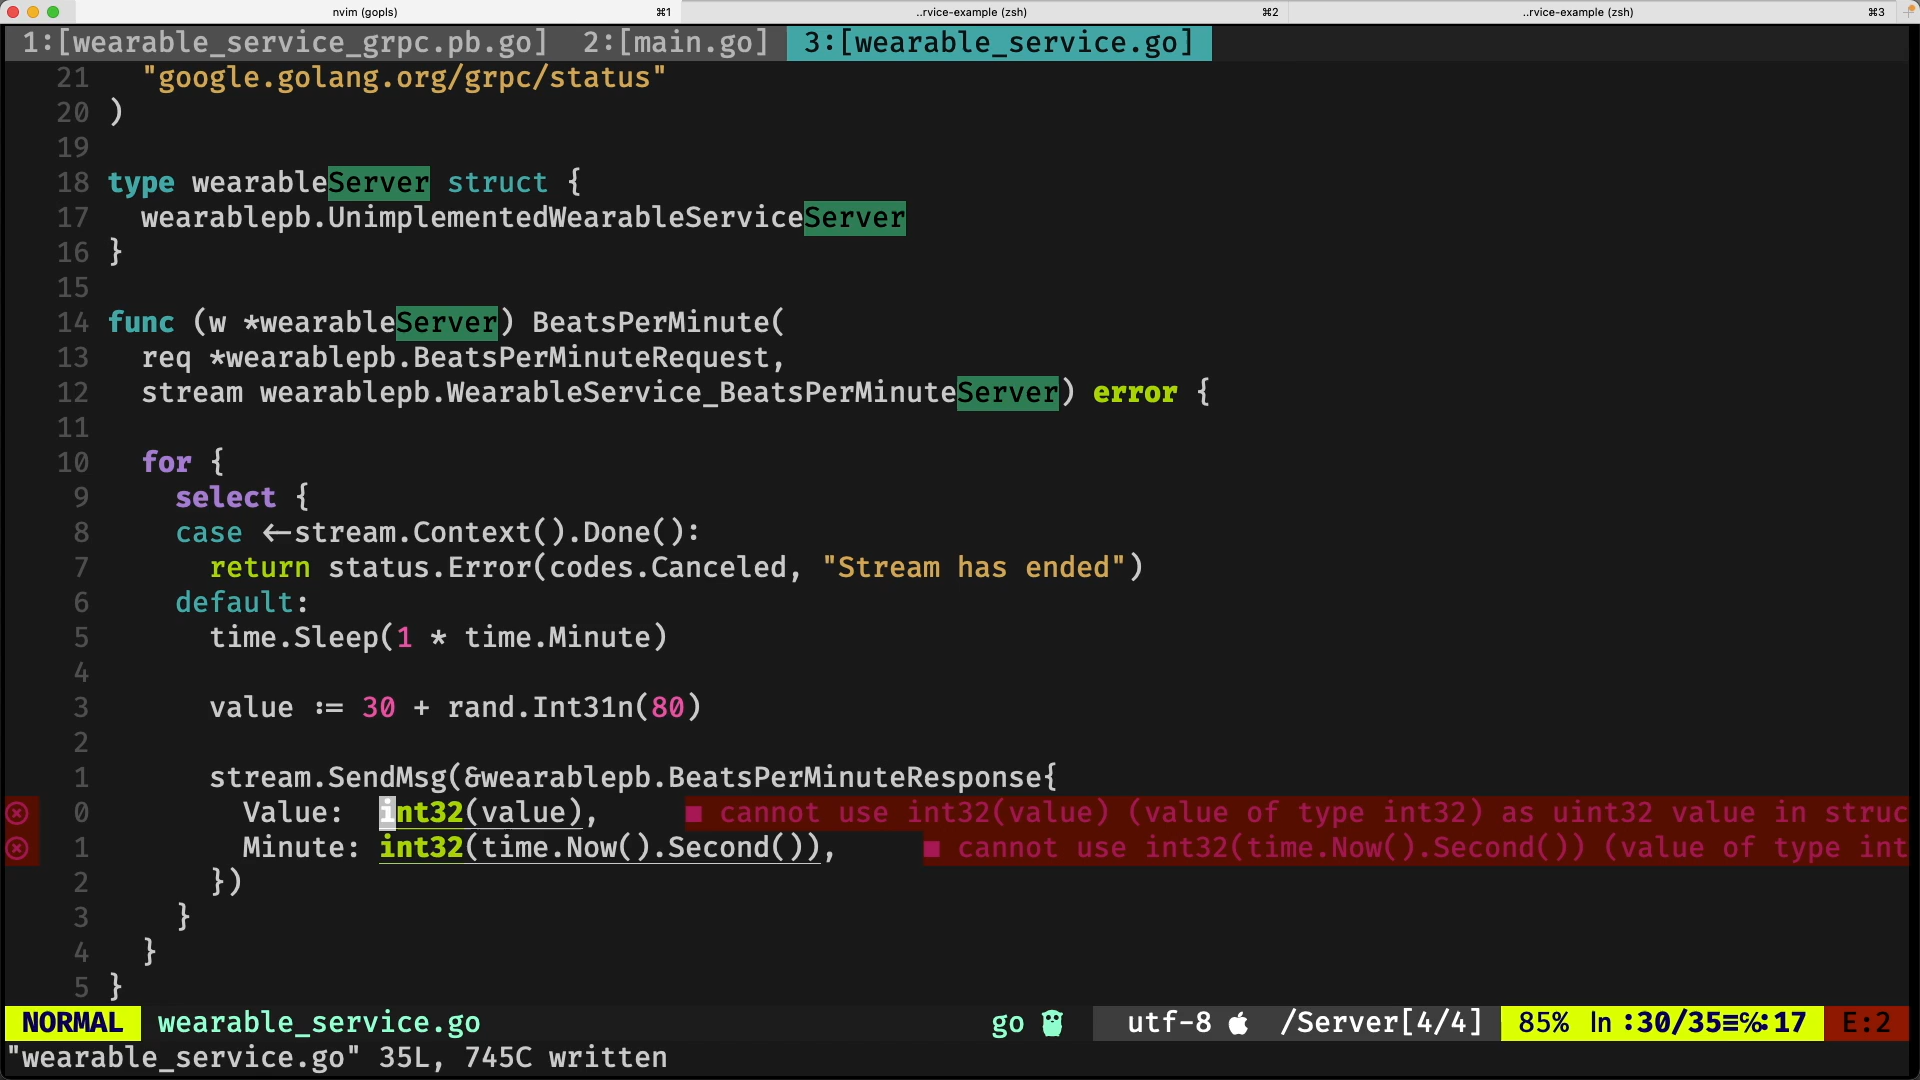 nvim (gopls) ⌘1 ..rvice-example (zsh) ⌘2 ..rvice-example (zsh) ⌘3
1:[wearable_service_grpc.pb.go] 2:[main.go] 3:[wearable_service.go]
21 "google.golang.org/grpc/status"
20 )
19
18 type wearableServer struct {
17 wearablepb.UnimplementedWearableServiceServer
16 }
15
14 func (w *wearableServer) BeatsPerMinute(
13 req *wearablepb.BeatsPerMinuteRequest,
12 stream wearablepb.WearableService_BeatsPerMinuteServer) error {
11
10 for {
9 select {
8 case <-stream.Context().Done():
7 return status.Error(codes.Canceled, "Stream has ended")
6 default:
5 time.Sleep(1 * time.Minute)
4
3 value := 30 + rand.Int31n(80)
2
1 stream.SendMsg(&wearablepb.BeatsPerMinuteResponse{
0 Value: int32(value), ■ cannot use int32(value) (value of type int32) as uint32 value in struc
1 Minute: int32(time.Now().Second()), ■ cannot use int32(time.Now().Second()) (value of type int
2 })
3 }
4 }
5 }
NORMAL wearable_service.go go utf-8 /Server[4/4] 85% ln :30/35≡℅:17 E:2
"wearable_service.go" 35L, 745C written